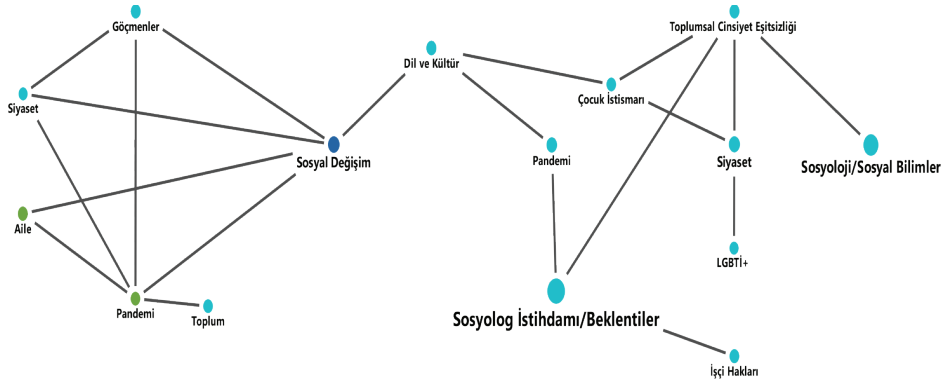 Göçmenler
Toplumsal Cinsiyet Eşitsizliği
Dil ve Kültür
Siyaset
Çocuk İstismarı
Sosyal Değişim
Pandemi
Siyaset
Sosyoloji/Sosyal Bilimler
Aile
LGBTİ+
Pandemi
Toplum
Sosyolog İstihdamı/Beklentiler
İşçi Hakları